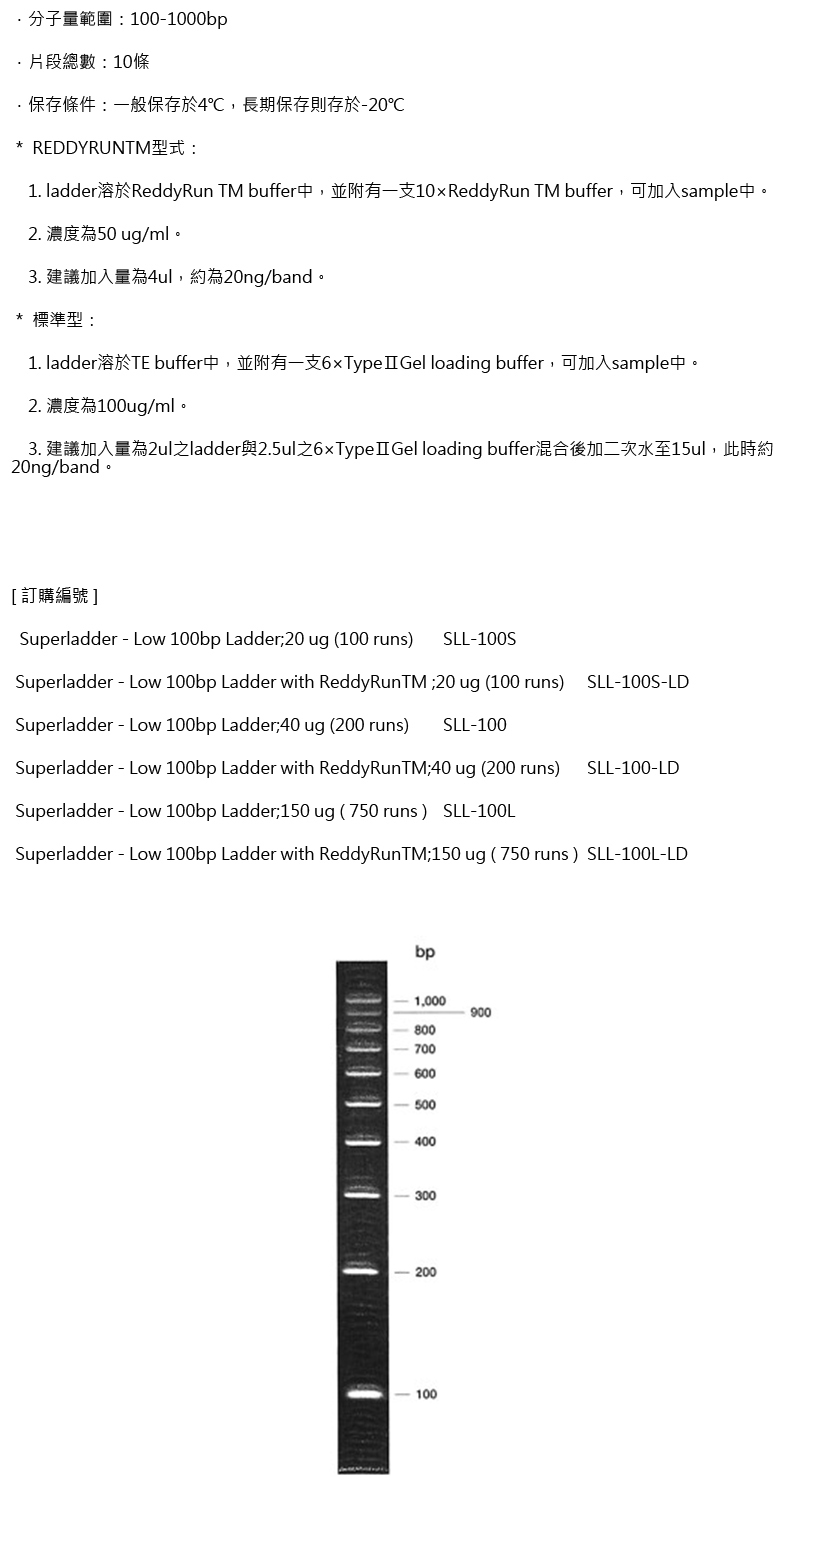 ．分子量範圍：100-1000bp
．片段總數：10條
．保存條件：一般保存於4℃，長期保存則存於-20℃
* REDDYRUNTM型式：
1. ladder溶於ReddyRun TM buffer中，並附有一支10×ReddyRun TM buffer，可加入sample中。
2. 濃度為50 ug/ml。
3. 建議加入量為4ul，約為20ng/band。
* 標準型：
1. ladder溶於TE buffer中，並附有一支6×TypeⅡGel loading buffer，可加入sample中。
2. 濃度為100ug/ml。
3. 建議加入量為2ul之ladder與2.5ul之6×TypeⅡGel loading buffer混合後加二次水至15ul，此時約
20ng/band。
[ 訂購編號 ]
Superladder - Low 100bp Ladder;20 ug (100 runs) SLL-100S
Superladder - Low 100bp Ladder with ReddyRunTM ;20 ug (100 runs) SLL-100S-LD
Superladder - Low 100bp Ladder;40 ug (200 runs) SLL-100
Superladder - Low 100bp Ladder with ReddyRunTM;40 ug (200 runs) SLL-100-LD
Superladder - Low 100bp Ladder;150 ug ( 750 runs ) SLL-100L
Superladder - Low 100bp Ladder with ReddyRunTM;150 ug ( 750 runs ) SLL-100L-LD
bp
1,000
900
800
700
600
500
400
300
200
100